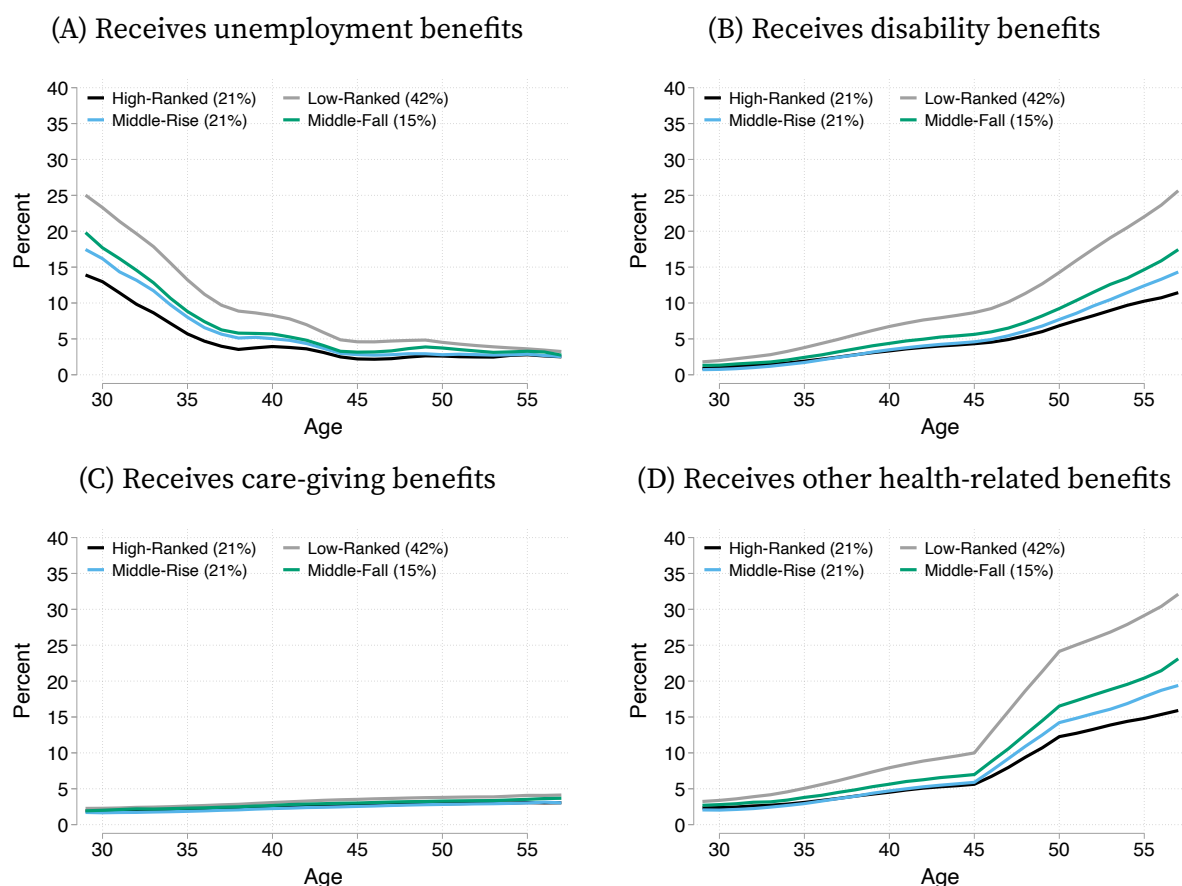 (A) Receives unemployment benefits
40
35
30
25
20
15
10
5
0
Percent
High-Ranked (21%) Low-Ranked (42%)
Middle-Rise (21%) Middle-Fall (15%)
30 35 40 45 50 55
Age
(B) Receives disability benefits
40
35
30
25
20
15
10
5
0
Percent
High-Ranked (21%) Low-Ranked (42%)
Middle-Rise (21%) Middle-Fall (15%)
30 35 40 45 50 55
Age
(C) Receives care-giving benefits
40
35
30
25
20
15
10
5
0
Percent
High-Ranked (21%) Low-Ranked (42%)
Middle-Rise (21%) Middle-Fall (15%)
30 35 40 45 50 55
Age
(D) Receives other health-related benefits
40
35
30
25
20
15
10
5
0
Percent
High-Ranked (21%) Low-Ranked (42%)
Middle-Rise (21%) Middle-Fall (15%)
30 35 40 45 50 55
Age